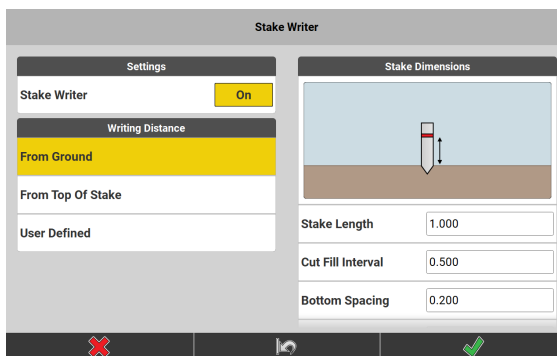 Stake Writer
Settings
Stake Writer On
Writing Distance
From Ground
From Top Of Stake
User Defined
Stake Dimensions
Stake Length 1.000
Cut Fill Interval 0.500
Bottom Spacing 0.200